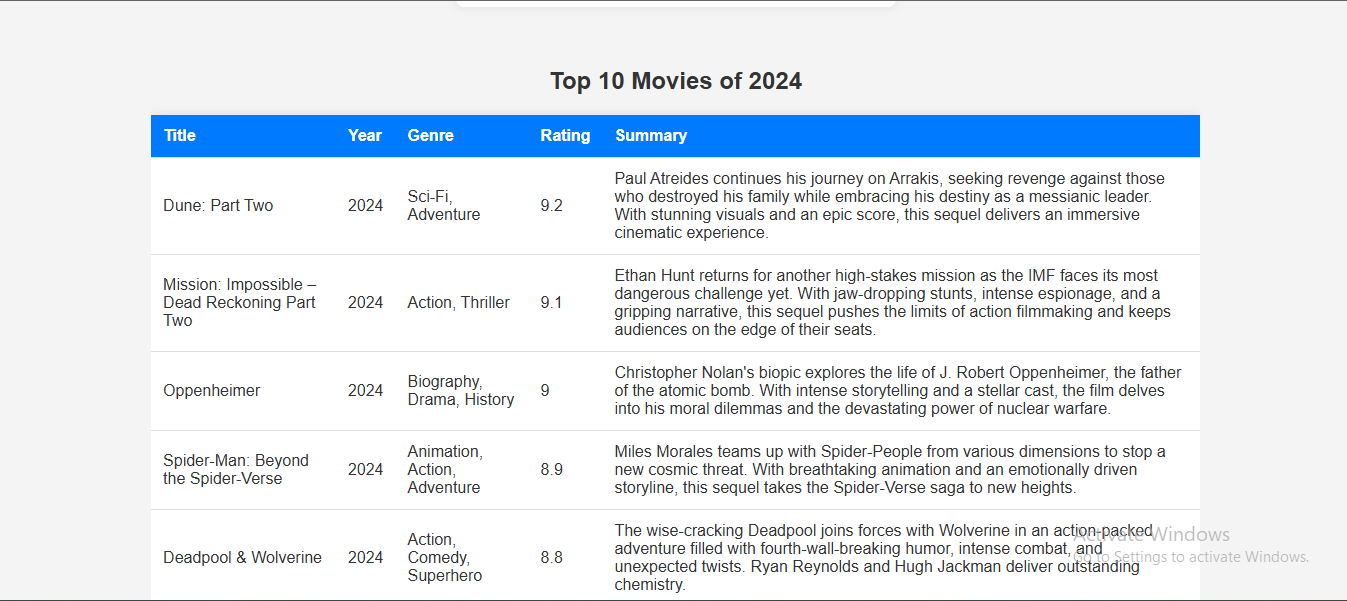 Top 10 Movies of 2024
Title Year Genre Rating Summary
Dune: Part Two 2024 Sci-Fi, Adventure 9.2
Paul Atreides continues his journey on Arrakis, seeking revenge against those
who destroyed his family while embracing his destiny as a messianic leader.
With stunning visuals and an epic score, this sequel delivers an immersive
cinematic experience.
Mission: Impossible –
Dead Reckoning Part
Two
2024 Action, Thriller 9.1
Ethan Hunt returns for another high-stakes mission as the IMF faces its most
dangerous challenge yet. With jaw-dropping stunts, intense espionage, and a
gripping narrative, this sequel pushes the limits of action filmmaking and keeps
audiences on the edge of their seats.
Oppenheimer 2024
Biography,
Drama, History
9
Christopher Nolan's biopic explores the life of J. Robert Oppenheimer, the father
of the atomic bomb. With intense storytelling and a stellar cast, the film delves
into his moral dilemmas and the devastating power of nuclear warfare.
Spider-Man: Beyond
the Spider-Verse
2024
Animation,
Action,
Adventure
8.9
Miles Morales teams up with Spider-People from various dimensions to stop a
new cosmic threat. With breathtaking animation and an emotionally driven
storyline, this sequel takes the Spider-Verse saga to new heights.
Deadpool & Wolverine 2024
Action,
Comedy,
Superhero
8.8
The wise-cracking Deadpool joins forces with Wolverine in an action-packed
adventure filled with fourth-wall-breaking humor, intense combat, and
unexpected twists. Ryan Reynolds and Hugh Jackman deliver outstanding
chemistry.
Activate Windows
Go to Settings to activate Windows.